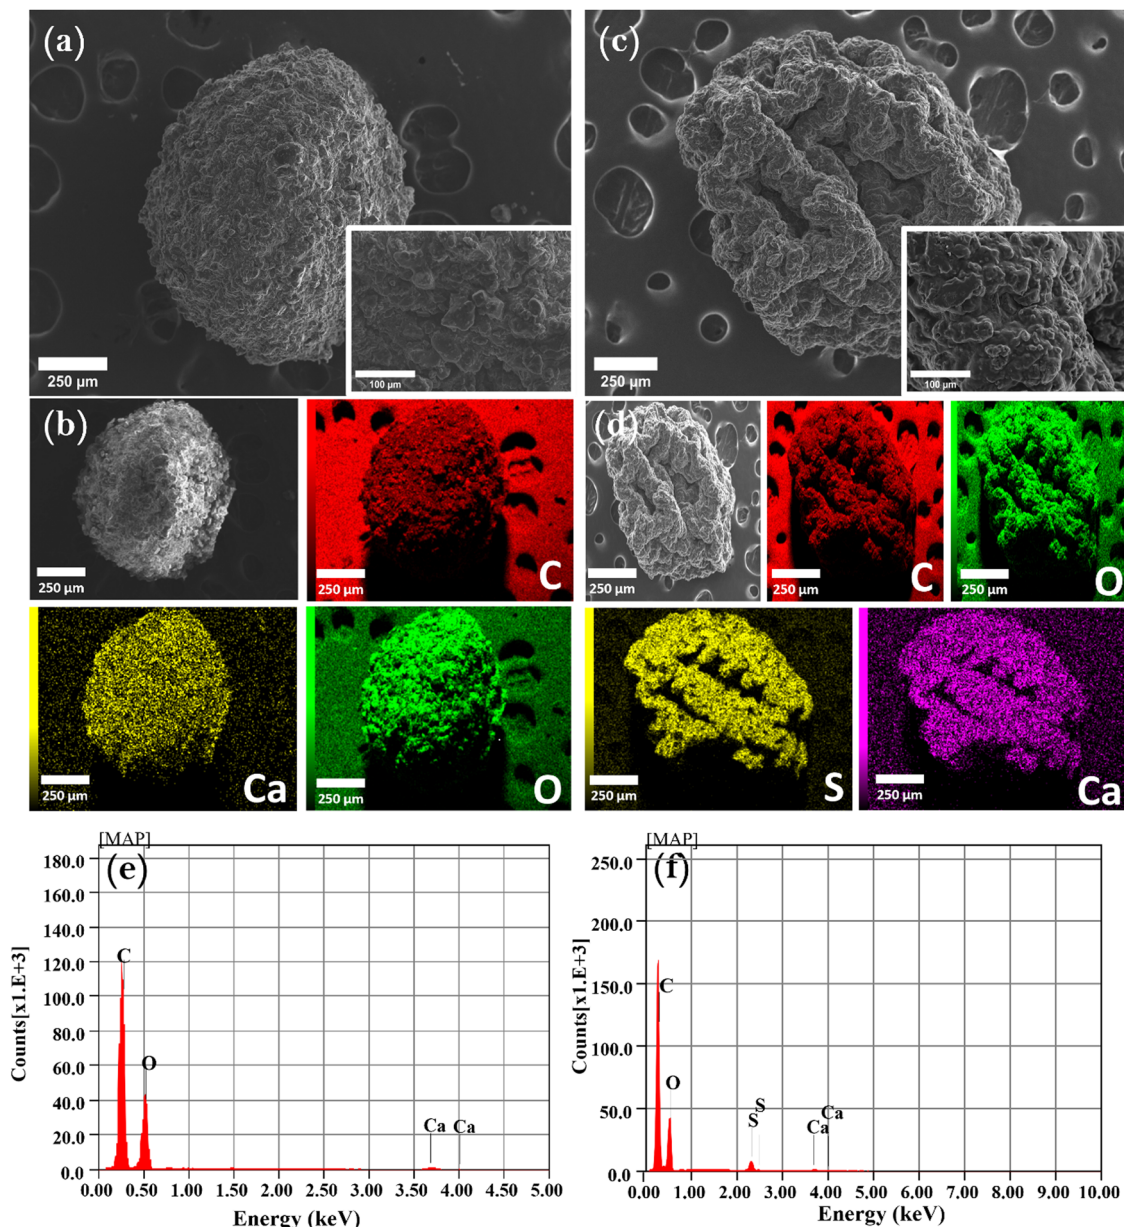 (a)
250 μm
100 μm
(c)
250 μm
100 μm
(b)
250 μm
C
250 μm
(d)
250 μm
C
250 μm
O
250 μm
Ca
250 μm
O
250 μm
S
250 μm
Ca
250 μm
[MAP]
(e)
180.0
160.0
140.0
120.0
100.0
80.0
60.0
40.0
20.0
0.0
Counts[x1.E+3]
C
O
Ca Ca
0.00 0.50 1.00 1.50 2.00 2.50 3.00 3.50 4.00 4.50 5.00
Energy (keV)
[MAP]
(f)
250.0
200.0
150.0
100.0
50.0
0.0
Counts[x1.E+3]
C
O
S
S
Ca
Ca
0.00 1.00 2.00 3.00 4.00 5.00 6.00 7.00 8.00 9.00 10.00
Energy (keV)